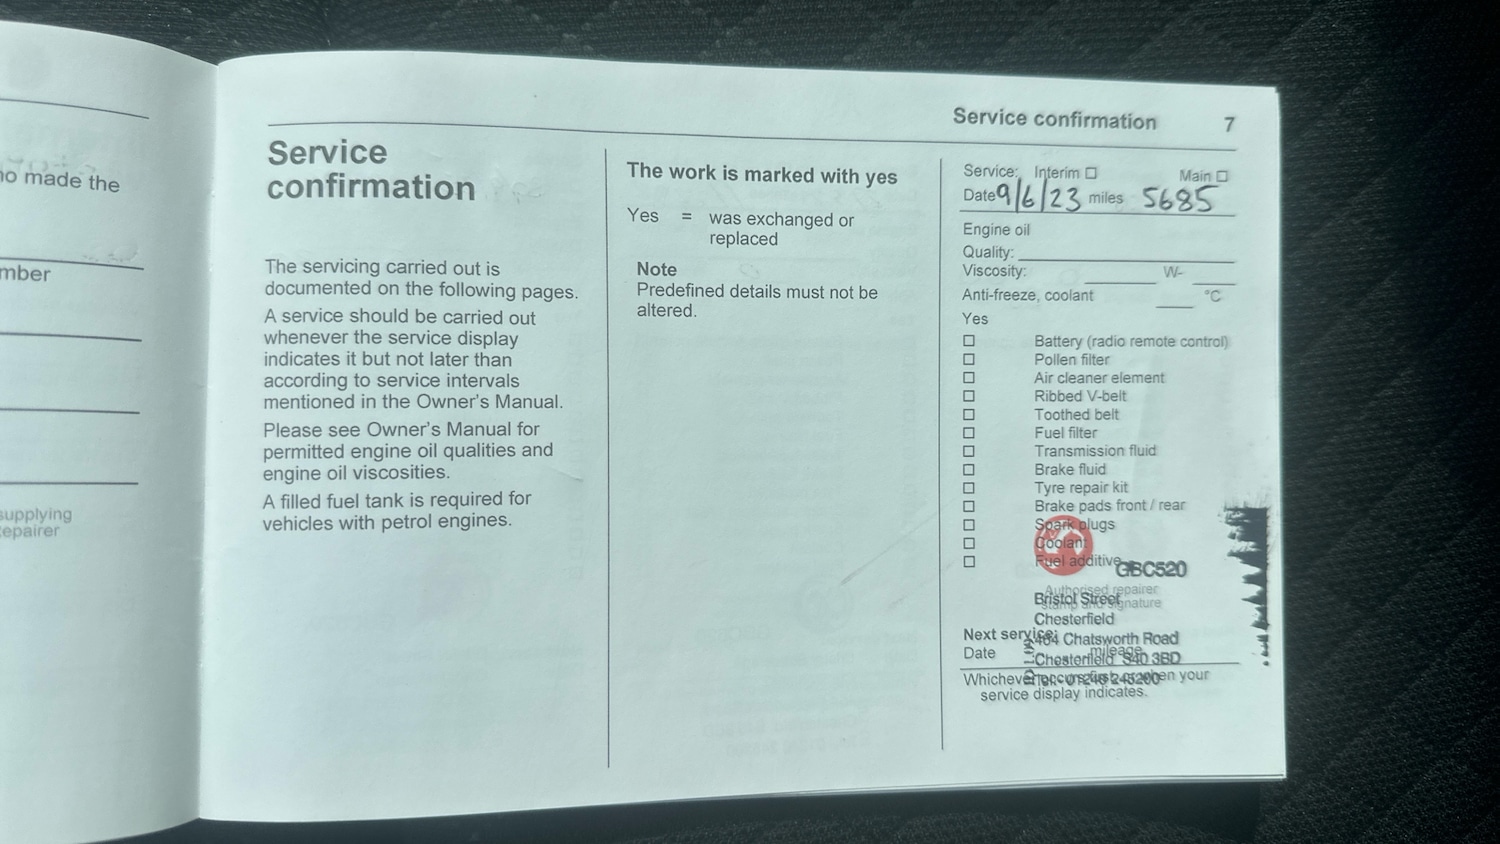 no made the
mber
supplying
epairer
Service confirmation 7
Service
confirmation
The servicing carried out is
documented on the following pages.
A service should be carried out
whenever the service display
indicates it but not later than
according to service intervals
mentioned in the Owner's Manual.
Please see Owner's Manual for
permitted engine oil qualities and
engine oil viscosities.
A filled fuel tank is required for
vehicles with petrol engines.
The work is marked with yes
Yes = was exchanged or
replaced
Note
Predefined details must not be
altered.
Service: Interim ☐ Main ☐
Date 9/6/23 miles 5685
Engine oil
Quality:
Viscosity: W-
Anti-freeze, coolant °C
Yes
☐ Battery (radio remote control)
☐ Pollen filter
☐ Air cleaner element
☐ Ribbed V-belt
☐ Toothed belt
☐ Fuel filter
☐ Transmission fluid
☐ Brake fluid
☐ Tyre repair kit
☐ Brake pads front / rear
☐ Spark plugs
☐ Coolant
☐ Fuel additive
GBC520
Authorised repairer
stamp and signature
Bristol Street
Chesterfield
Next service:
464 Chatsworth Road
Date mileage
Chesterfield S40 3BD
Whichever occurs first or when your
service display indicates.